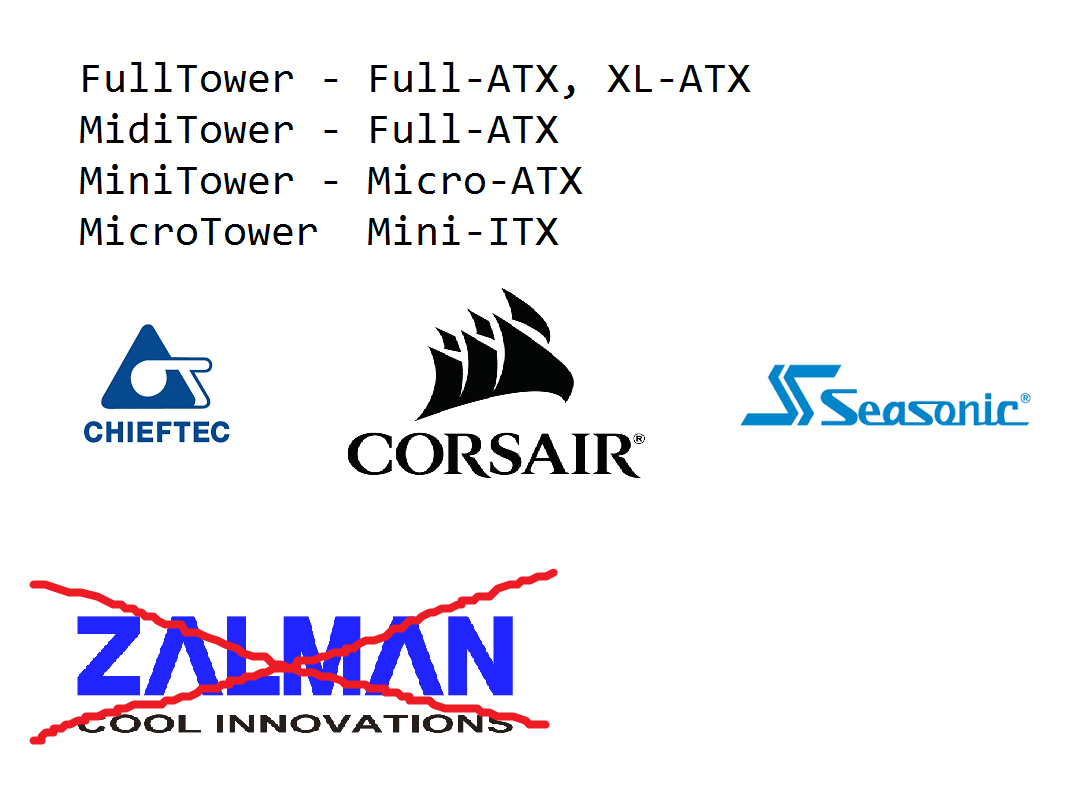 FullTower - Full-ATX, XL-ATX
MidiTower - Full-ATX
MiniTower - Micro-ATX
MicroTower  Mini-ITX
CHIEFTEC
CORSAIR®
Seasonic®
ZALMAN
COOL INNOVATIONS